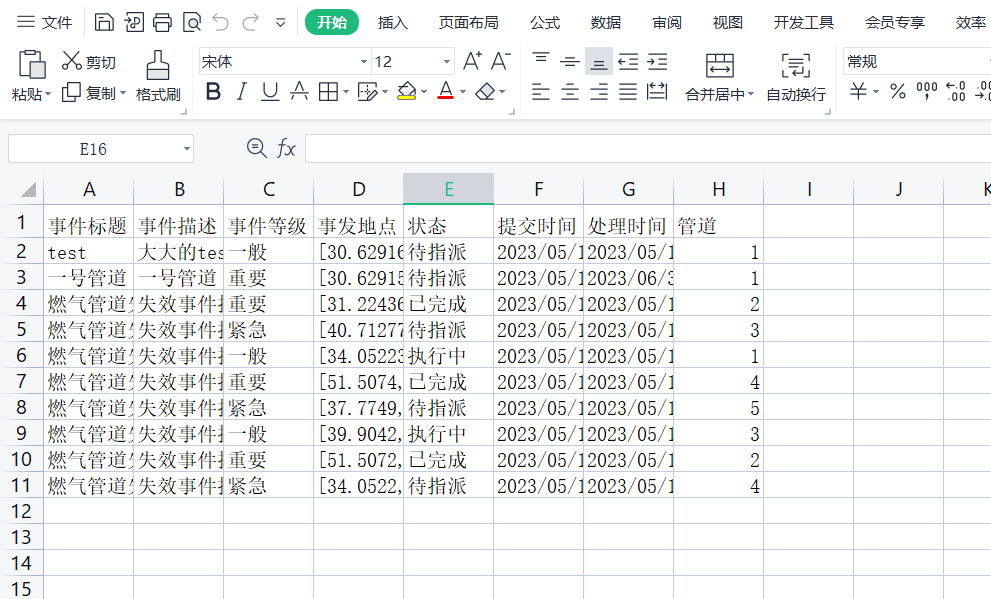 文件 开始 插入 页面布局 公式 数据 审阅 视图 开发工具 会员专享 效率
粘贴 剪切 复制 格式刷 宋体 12 A+ A- B I U A A 合并居中 自动换行 常规 ¥ % 000 .00
E16 fx
A B C D E F G H I J K
1 事件标题 事件描述 事件等级 事发地点 状态 提交时间 处理时间 管道
2 test 大大的tes 一般 [30.62916 待指派 2023/05/1 2023/05/1 1
3 一号管道 一号管道 重要 [30.62915 待指派 2023/05/1 2023/06/3 1
4 燃气管道 失效事件 重要 [31.22436 已完成 2023/05/1 2023/05/1 2
5 燃气管道 失效事件 紧急 [40.71277 待指派 2023/05/1 2023/05/1 3
6 燃气管道 失效事件 一般 [34.05223 执行中 2023/05/1 2023/05/1 1
7 燃气管道 失效事件 重要 [51.5074, 已完成 2023/05/1 2023/05/1 4
8 燃气管道 失效事件 紧急 [37.7749, 待指派 2023/05/1 2023/05/1 5
9 燃气管道 失效事件 一般 [39.9042, 执行中 2023/05/1 2023/05/1 3
10 燃气管道 失效事件 重要 [51.5072, 已完成 2023/05/1 2023/05/1 2
11 燃气管道 失效事件 紧急 [34.0522, 待指派 2023/05/1 2023/05/1 4
12
13
14
15